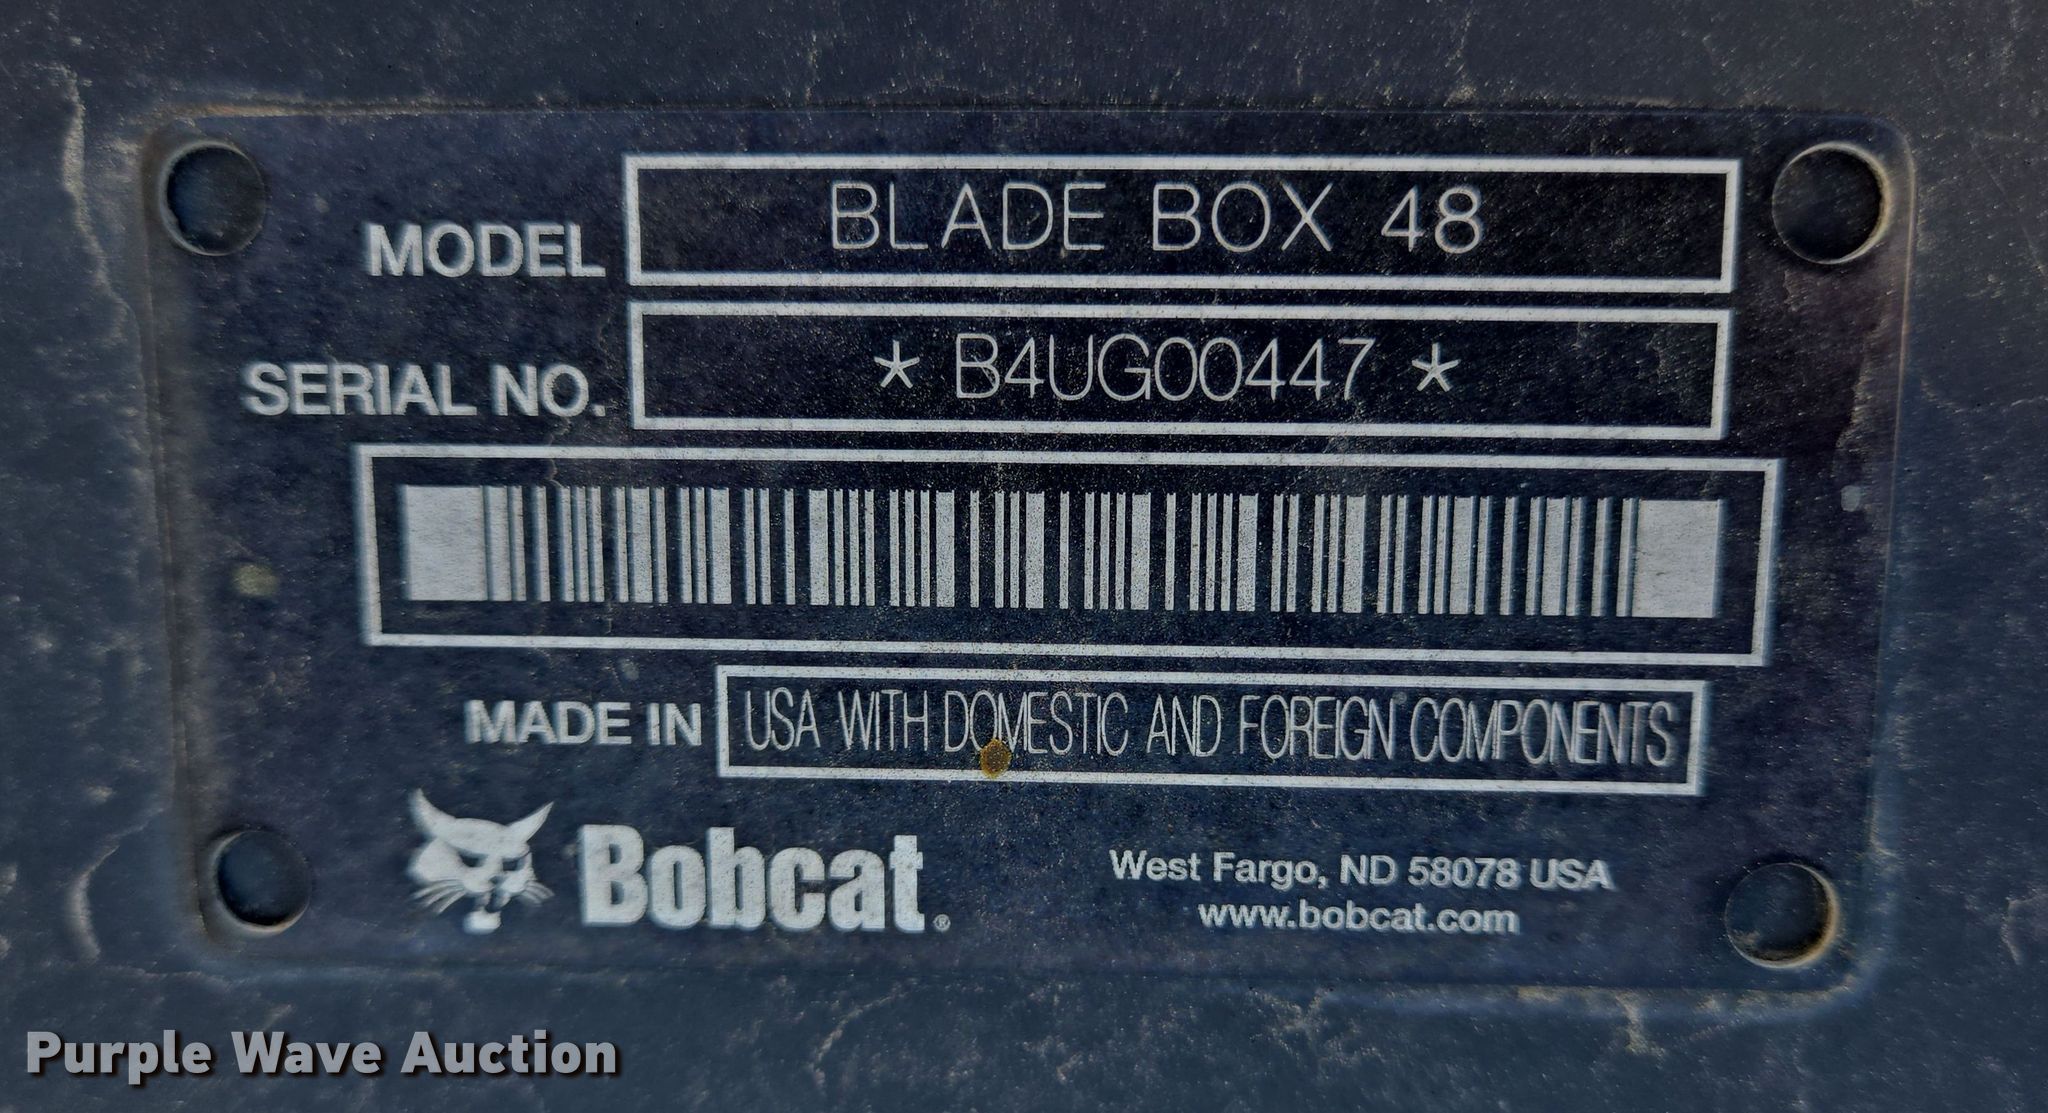 MODEL BLADE BOX 48
SERIAL NO. * B4UG00447 *
MADE IN USA WITH DOMESTIC AND FOREIGN COMPONENTS
Bobcat®
West Fargo, ND 58078 USA
www.bobcat.com
Purple Wave Auction